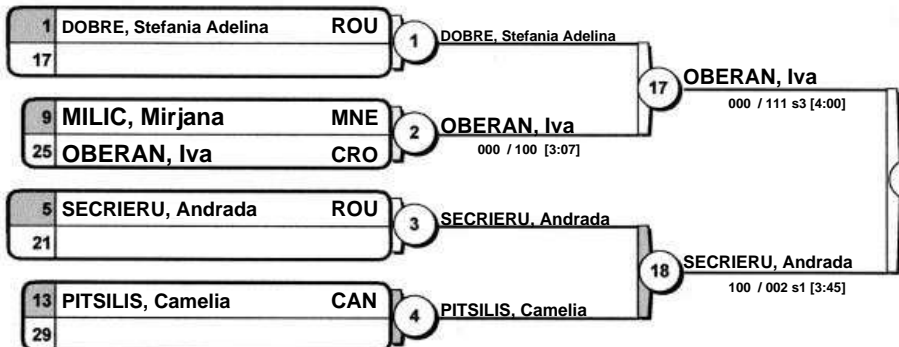 1 DOBRE, Stefania Adelina ROU
17
1
DOBRE, Stefania Adelina
9 MILIC, Mirjana MNE
25 OBERAN, Iva CRO
2
OBERAN, Iva
000 / 100 [3:07]
17
OBERAN, Iva
000 / 111 s3 [4:00]
5 SECRIERU, Andrada ROU
21
3
SECRIERU, Andrada
13 PITSILIS, Camelia CAN
29
4
PITSILIS, Camelia
18
SECRIERU, Andrada
100 / 002 s1 [3:45]